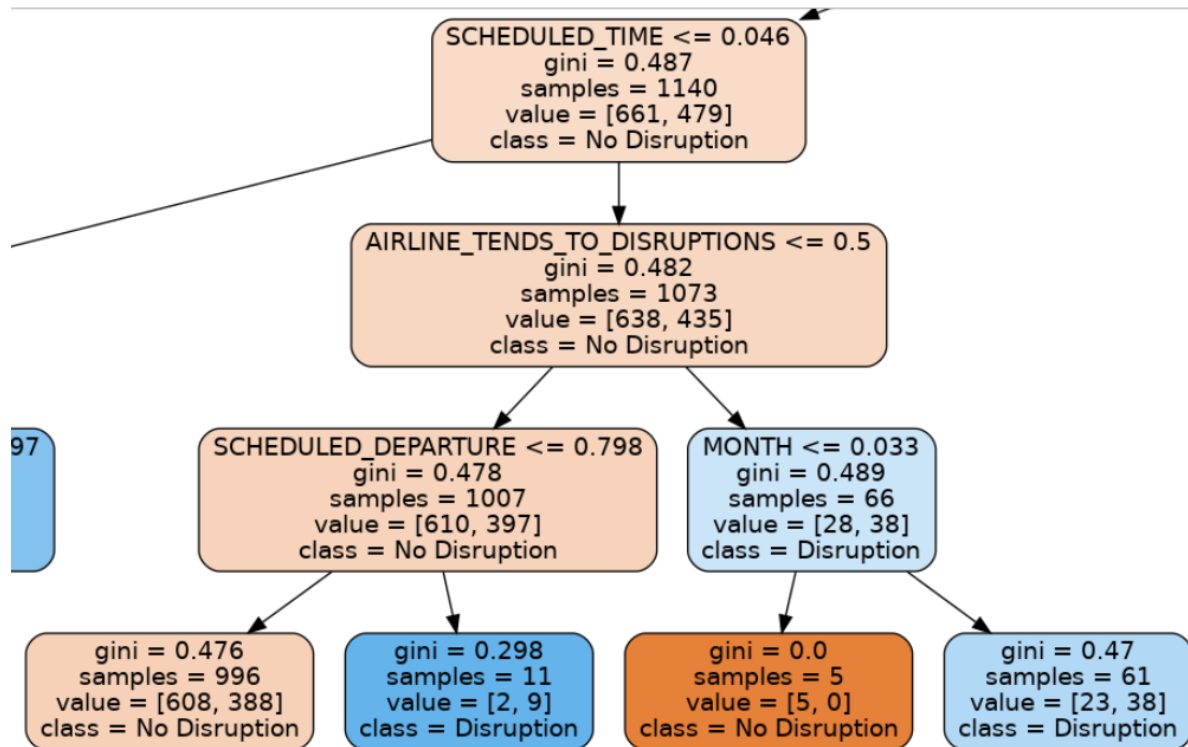 SCHEDULED_TIME <= 0.046
gini = 0.487
samples = 1140
value = [661, 479]
class = No Disruption
AIRLINE_TENDS_TO_DISRUPTIONS <= 0.5
gini = 0.482
samples = 1073
value = [638, 435]
class = No Disruption
97
SCHEDULED_DEPARTURE <= 0.798
gini = 0.478
samples = 1007
value = [610, 397]
class = No Disruption
MONTH <= 0.033
gini = 0.489
samples = 66
value = [28, 38]
class = Disruption
gini = 0.476
samples = 996
value = [608, 388]
class = No Disruption
gini = 0.298
samples = 11
value = [2, 9]
class = Disruption
gini = 0.0
samples = 5
value = [5, 0]
class = No Disruption
gini = 0.47
samples = 61
value = [23, 38]
class = Disruption